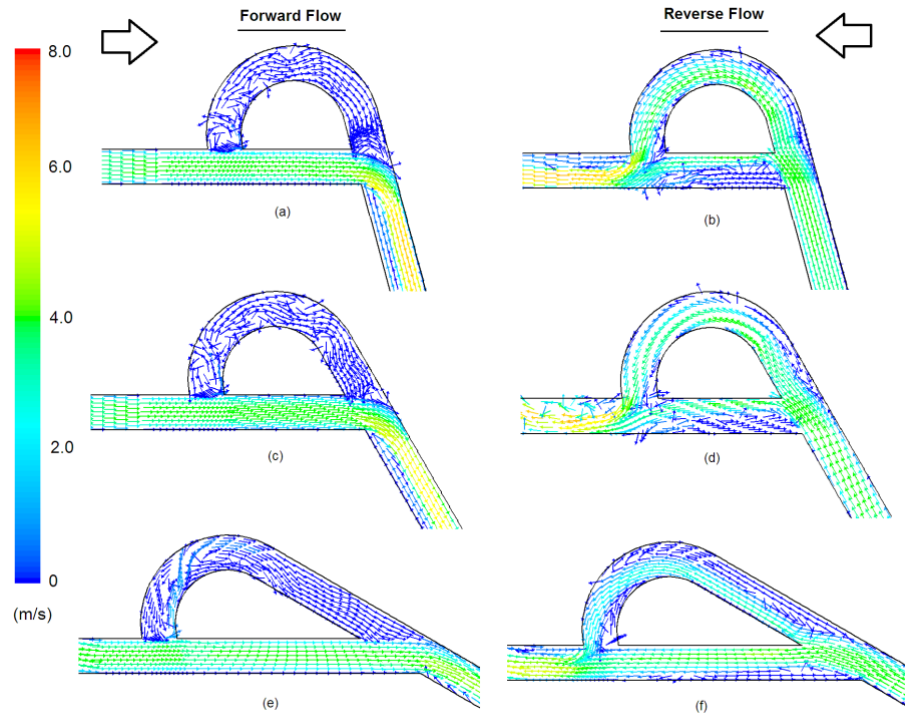 Forward Flow
Reverse Flow
8.0
6.0
4.0
2.0
0
(m/s)
(a)
(b)
(c)
(d)
(e)
(f)